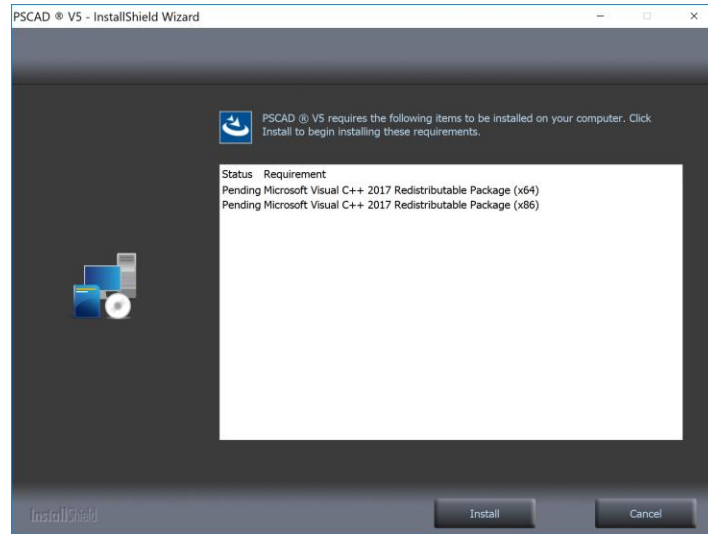 PSCAD ® V5 - InstallShield Wizard
PSCAD ® V5 requires the following items to be installed on your computer. Click
Install to begin installing these requirements.
Status Requirement
Pending Microsoft Visual C++ 2017 Redistributable Package (x64)
Pending Microsoft Visual C++ 2017 Redistributable Package (x86)
InstallShield
Install
Cancel